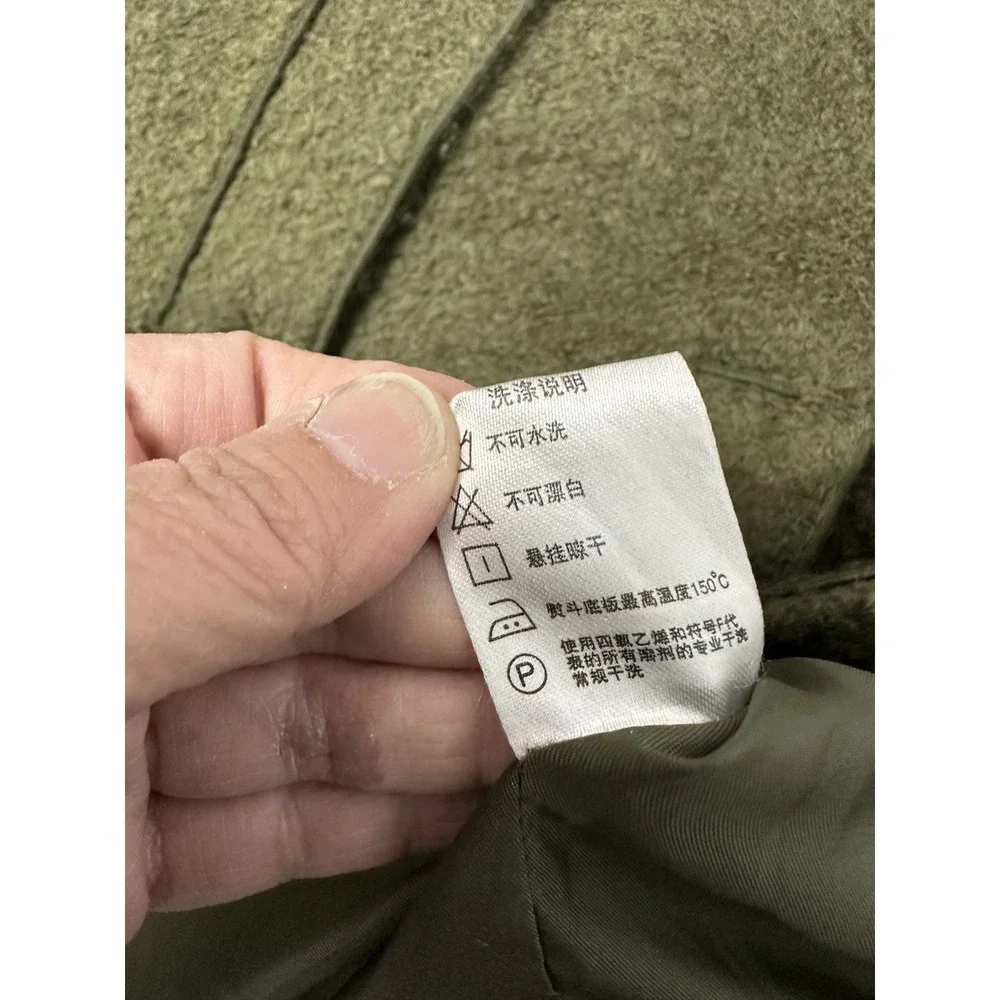 洗涤说明
不可水洗
不可漂白
悬挂晾干
熨斗底板最高温度150℃
使用四氯乙烯和符号F代
表的所有溶剂的专业干洗
常规干洗
P